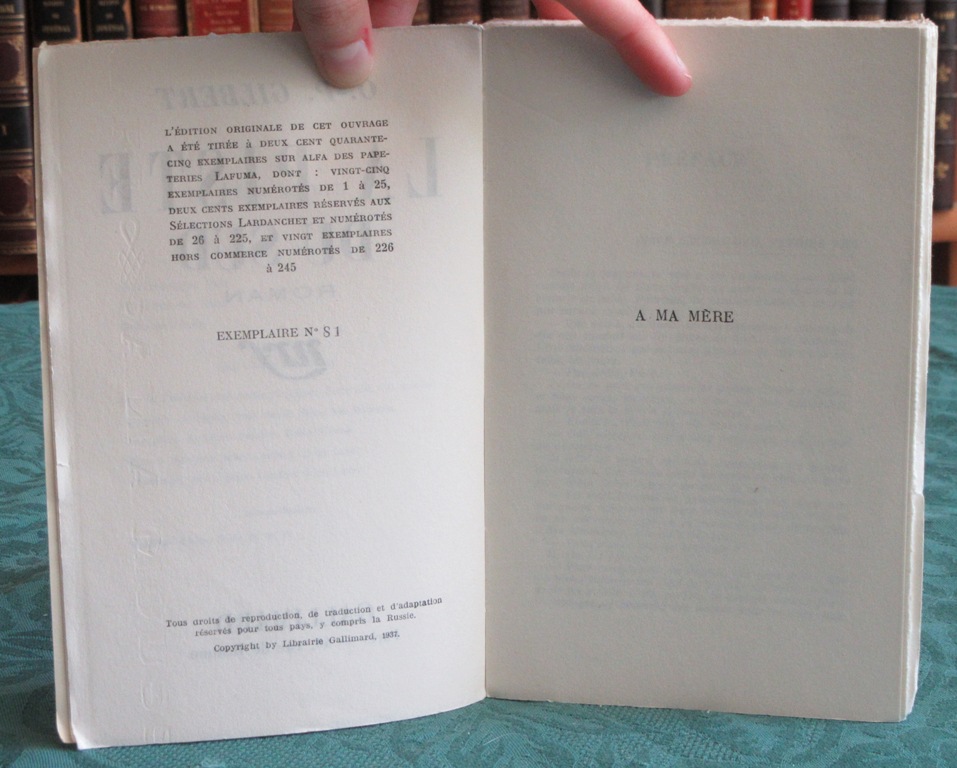 L'ÉDITION ORIGINALE DE CET OUVRAGE
A ÉTÉ TIRÉE à DEUX CENT QUARANTE-
CINQ EXEMPLAIRES SUR ALFA DES PAPE-
TERIES LAFUMA, DONT : VINGT-CINQ
EXEMPLAIRES NUMÉROTÉS DE 1 à 25,
DEUX CENTS EXEMPLAIRES RÉSERVÉS AUX
SÉLECTIONS LARDANCHET ET NUMÉROTÉS
DE 26 à 225, ET VINGT EXEMPLAIRES
HORS COMMERCE NUMÉROTÉS DE 226
à 245
EXEMPLAIRE N° 81
Tous droits de reproduction, de traduction et d'adaptation
réservés pour tous pays, y compris la Russie.
Copyright by Librairie Gallimard, 1937.
A MA MÈRE